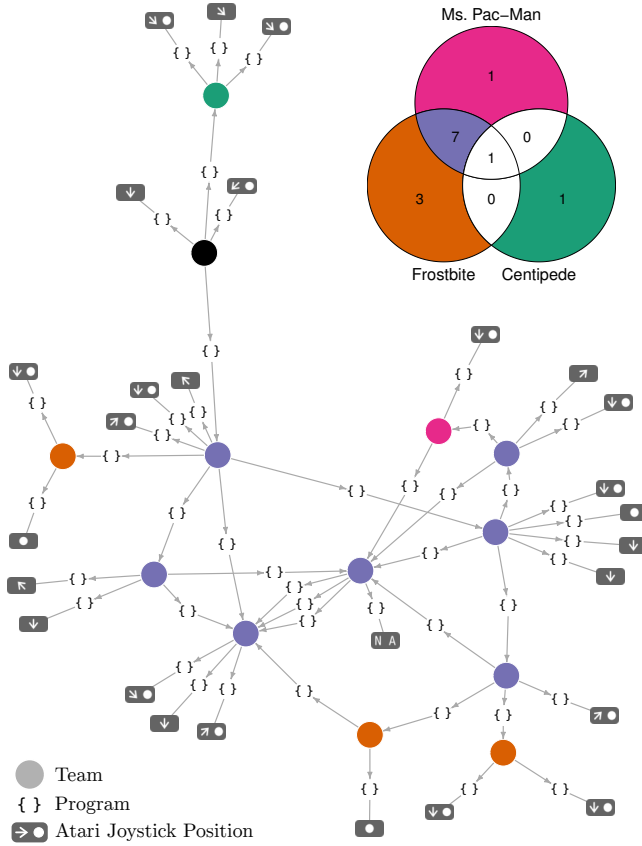 Ms. Pac−Man
1
7
0
1
3
0
1
Frostbite
Centipede
N A
Team
{ } Program
Atari Joystick Position